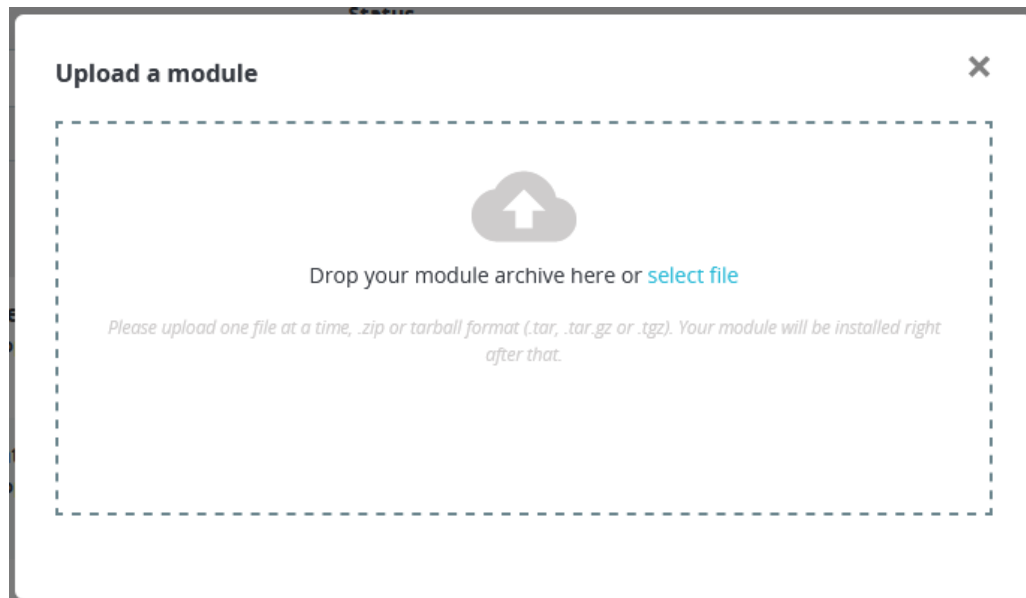 Status
Upload a module
Drop your module archive here or select file
Please upload one file at a time, .zip or tarball format (.tar, .tar.gz or .tgz). Your module will be installed right
after that.